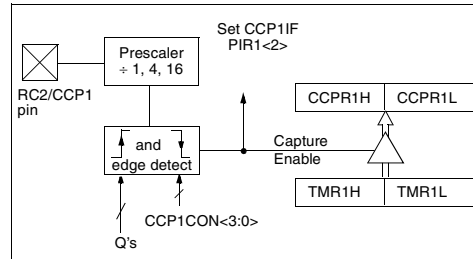 Set CCP1IF
PIR1<2>
Prescaler
÷ 1, 4, 16
RC2/CCP1
pin
CCPR1H CCPR1L
and
edge detect
Capture
Enable
TMR1H TMR1L
CCP1CON<3:0>
Q's